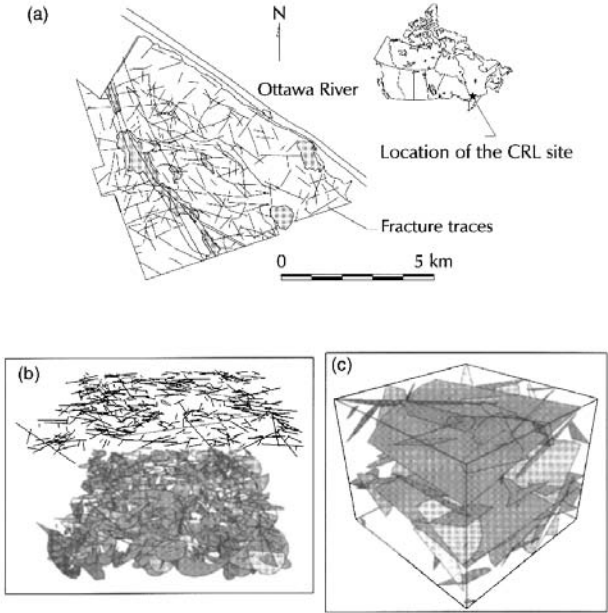 (a)
N
Ottawa River
Location of the CRL site
Fracture traces
0 5 km
(b)
(c)